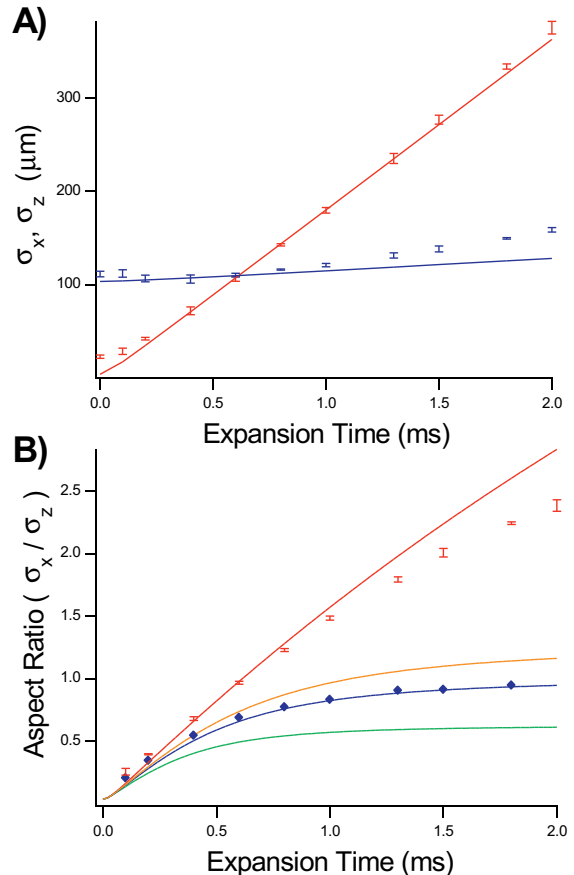 A)
300
200
100
σx, σz (μm)
0.0 0.5 1.0 1.5 2.0
Expansion Time (ms)
B)
2.5
2.0
1.5
1.0
0.5
Aspect Ratio ( σx / σz )
0.0 0.5 1.0 1.5 2.0
Expansion Time (ms)